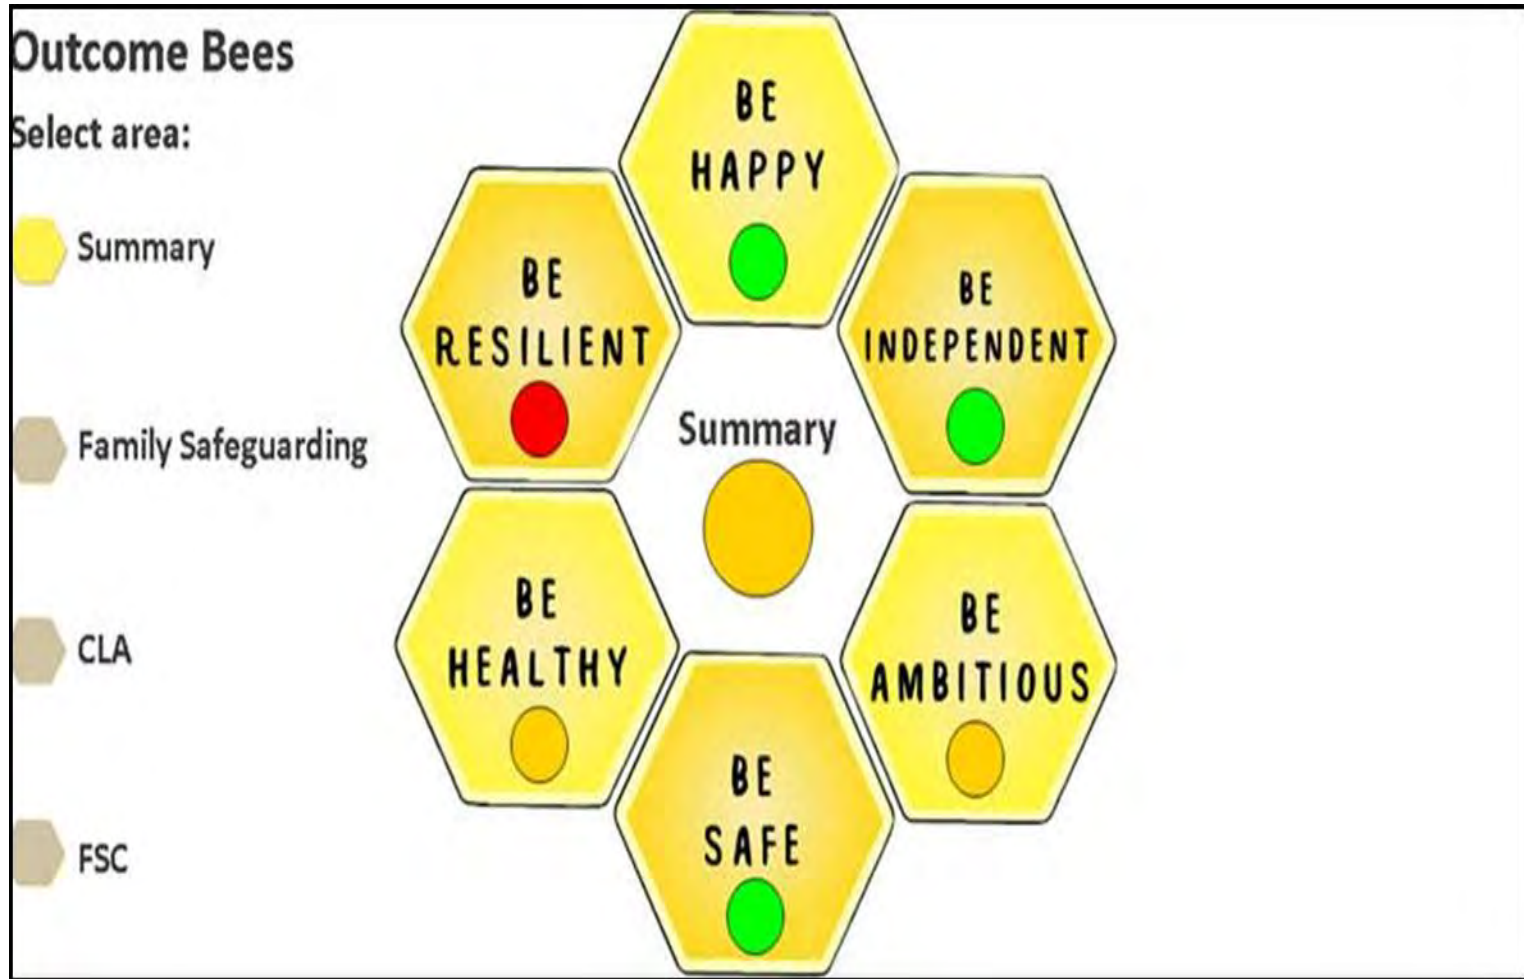 Outcome Bees
Select area:
Summary
Family Safeguarding
CLA
FSC
BE
HAPPY
BE
RESILIENT
BE
INDEPENDENT
Summary
BE
HEALTHY
BE
AMBITIOUS
BE
SAFE